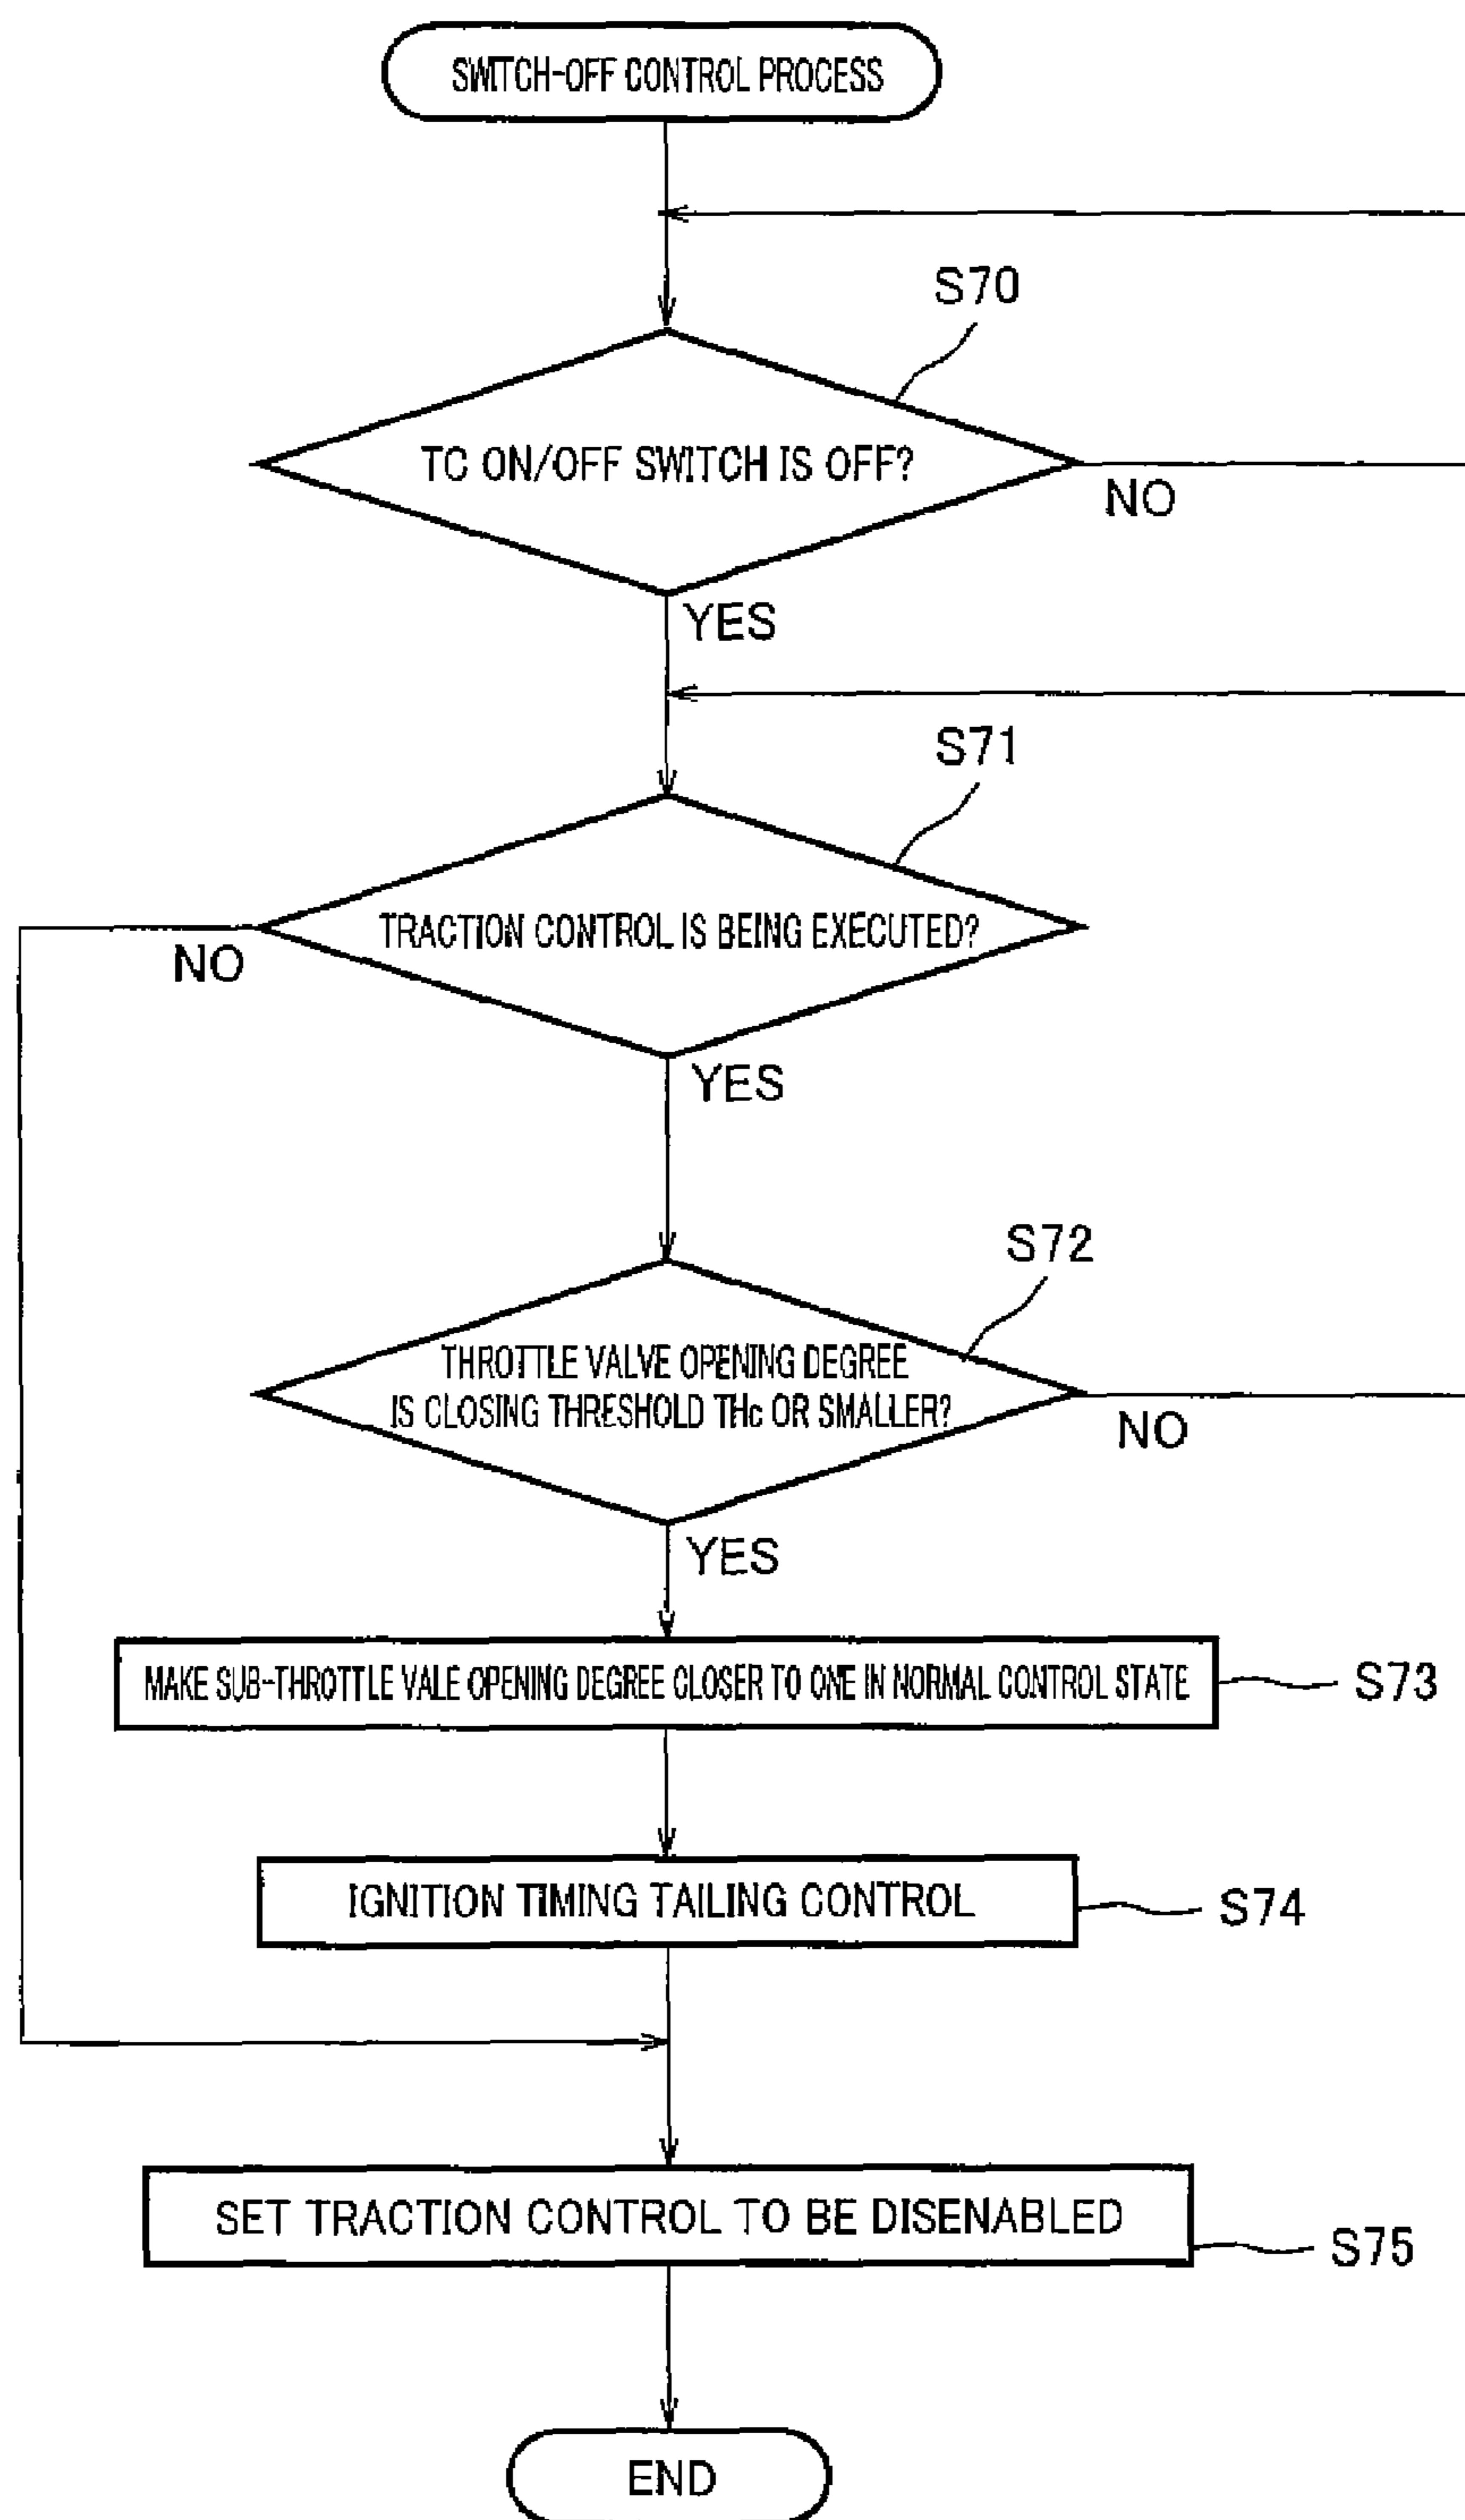 SWITCH-OFF CONTROL PROCESS
S70
TC ON/OFF SWITCH IS OFF?
NO
YES
S71
TRACTION CONTROL IS BEING EXECUTED?
NO
YES
S72
THROTTLE VALVE OPENING DEGREE
IS CLOSING THRESHOLD THc OR SMALLER?
NO
YES
MAKE SUB-THROTTLE VALE OPENING DEGREE CLOSER TO ONE IN NORMAL CONTROL STATE
S73
IGNITION TIMING TAILING CONTROL
S74
SET TRACTION CONTROL TO BE DISENABLED
S75
END